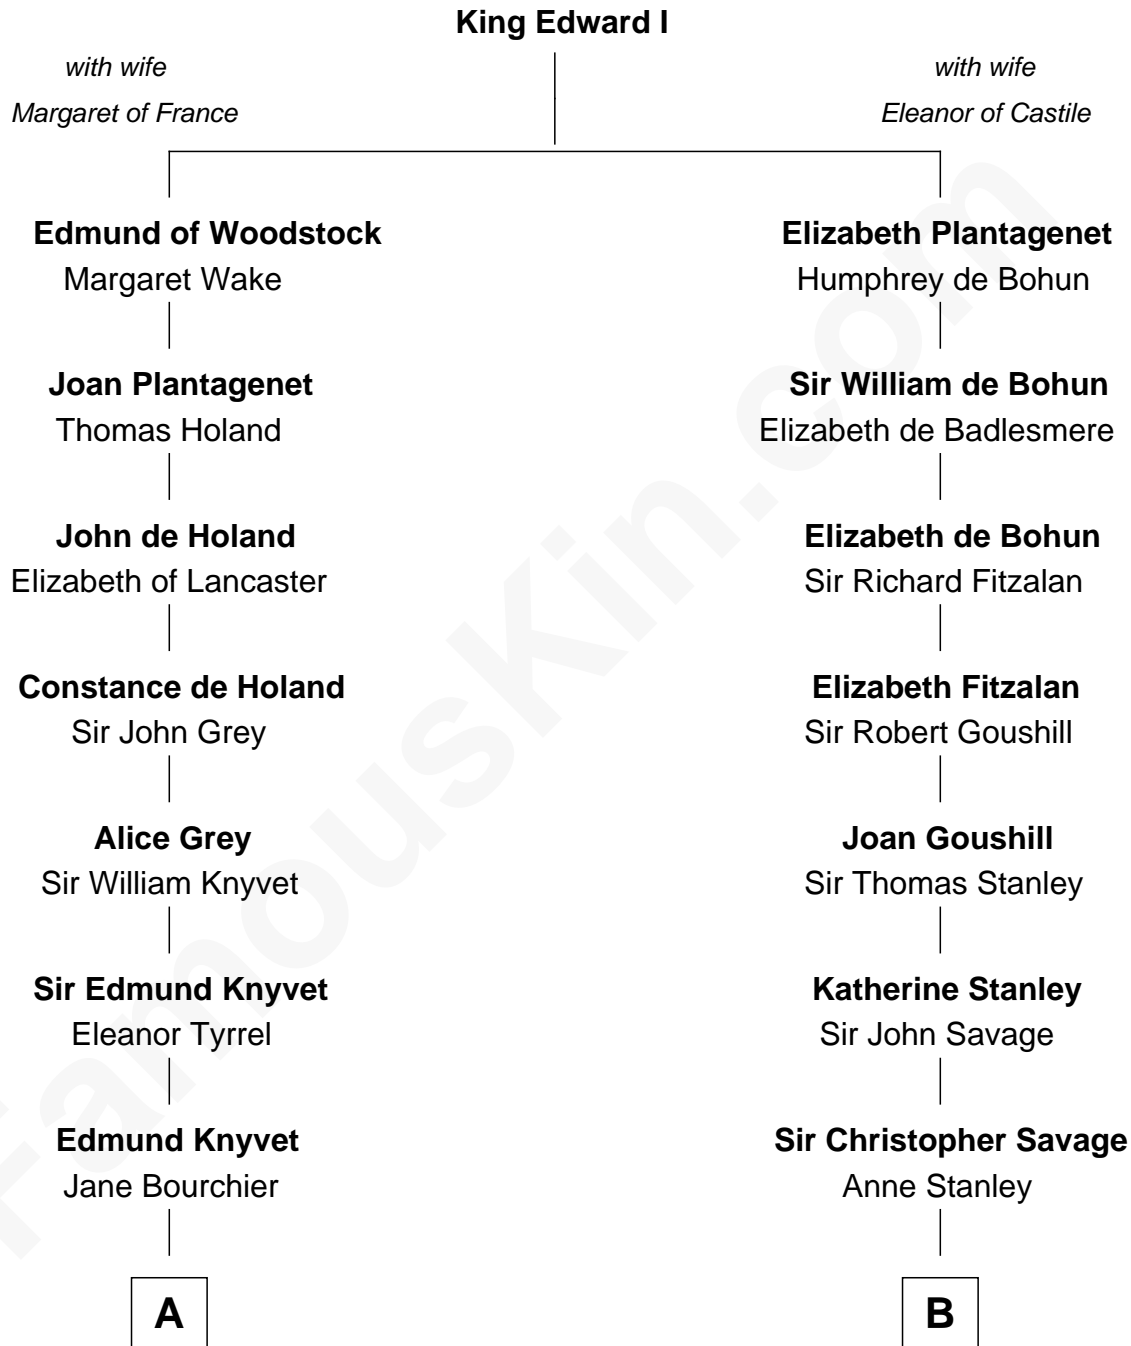 King Edward I
with wife
Margaret of France
with wife
Eleanor of Castile
Edmund of Woodstock
Margaret Wake
Elizabeth Plantagenet
Humphrey de Bohun
Joan Plantagenet
Thomas Holand
Sir William de Bohun
Elizabeth de Badlesmere
John de Holand
Elizabeth of Lancaster
Elizabeth de Bohun
Sir Richard Fitzalan
Constance de Holand
Sir John Grey
Elizabeth Fitzalan
Sir Robert Goushill
Alice Grey
Sir William Knyvet
Joan Goushill
Sir Thomas Stanley
Sir Edmund Knyvet
Eleanor Tyrrel
Katherine Stanley
Sir John Savage
Edmund Knyvet
Jane Bourchier
Sir Christopher Savage
Anne Stanley
A
B
FamousKin.com